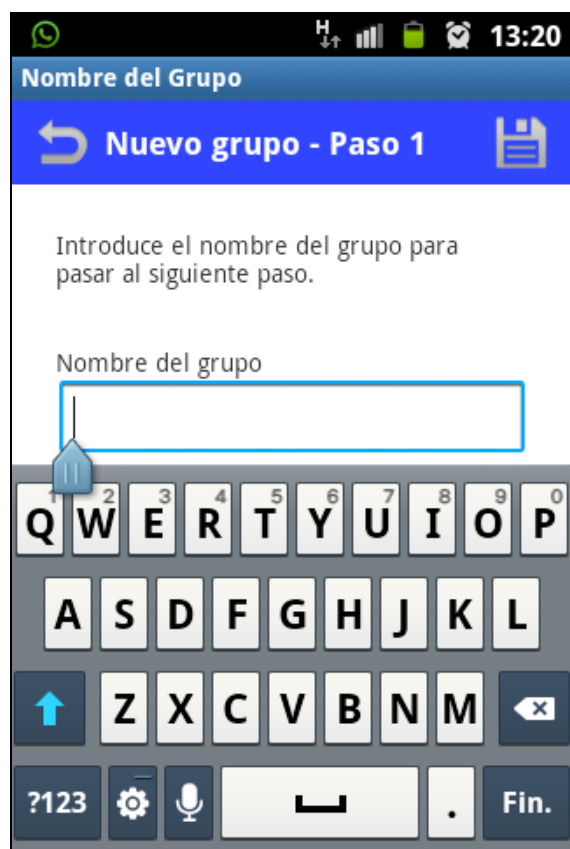 H 13:20
Nombre del Grupo
Nuevo grupo - Paso 1
Introduce el nombre del grupo para
pasar al siguiente paso.
Nombre del grupo
1 2 3 4 5 6 7 8 9 0
Q W E R T Y U I O P
A S D F G H J K L
Z X C V B N M
?123 . Fin.